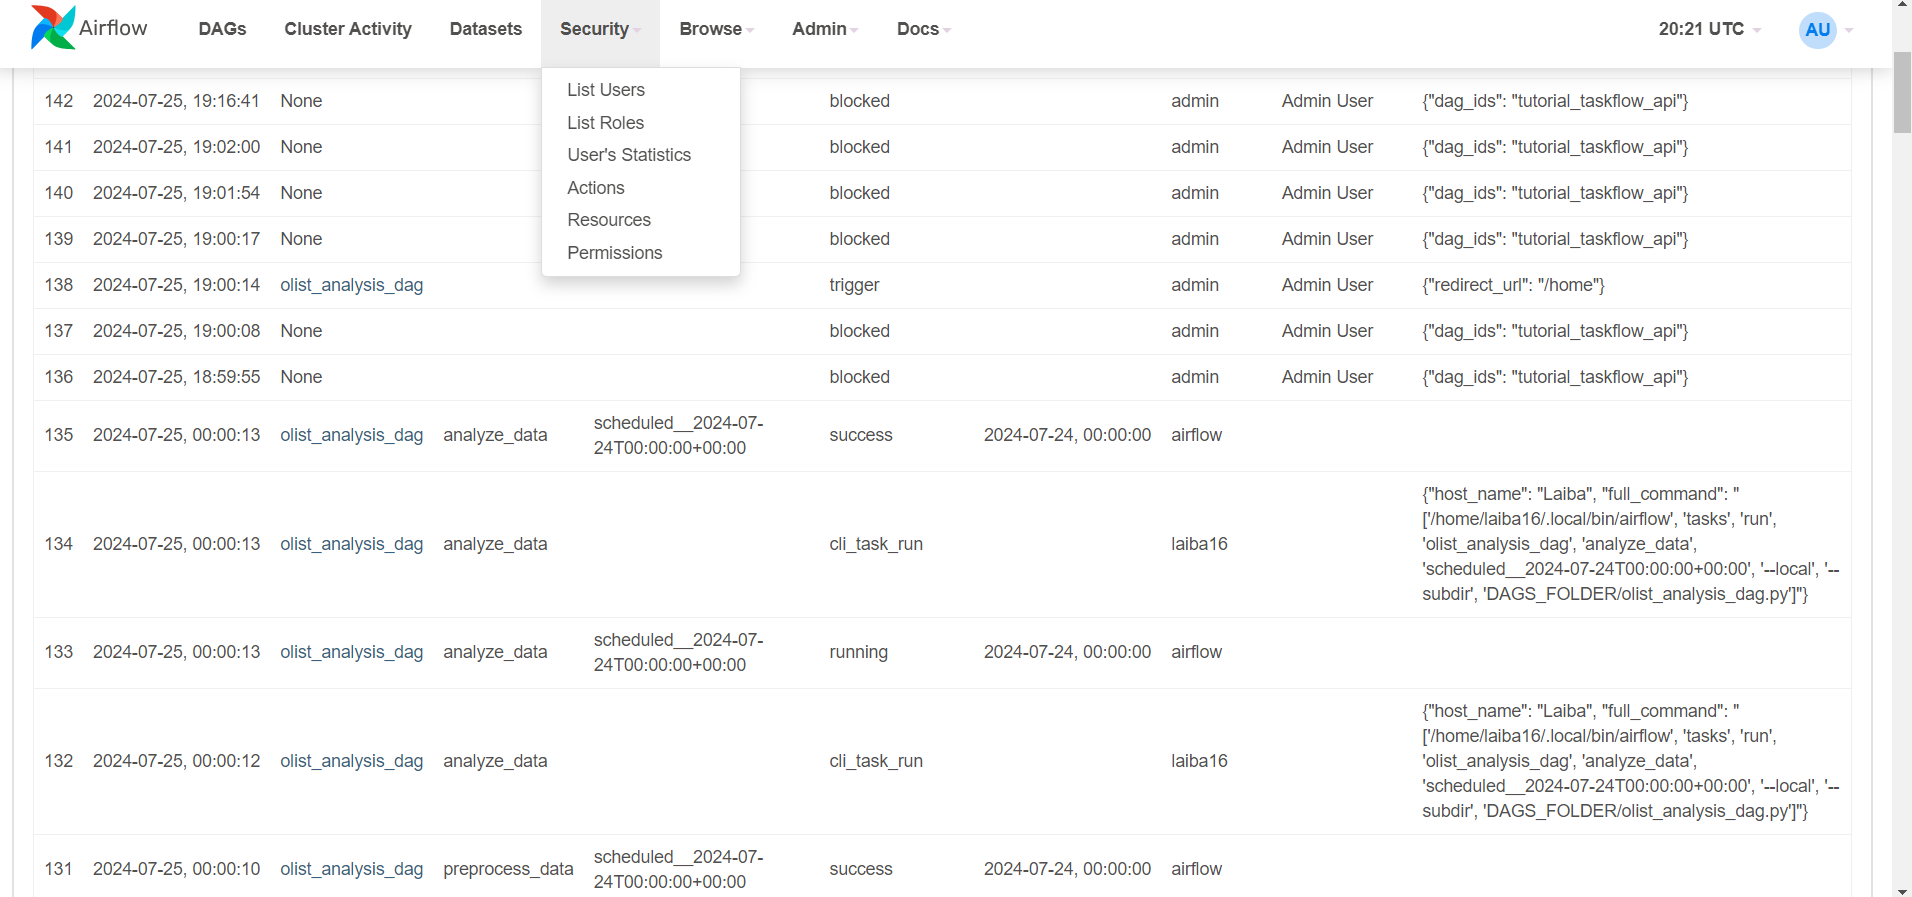 Airflow DAGs Cluster Activity Datasets Security Browse Admin Docs 20:21 UTC AU
List Users
List Roles
User's Statistics
Actions
Resources
Permissions
142 2024-07-25, 19:16:41 None blocked admin Admin User {"dag_ids": "tutorial_taskflow_api"}
141 2024-07-25, 19:02:00 None blocked admin Admin User {"dag_ids": "tutorial_taskflow_api"}
140 2024-07-25, 19:01:54 None blocked admin Admin User {"dag_ids": "tutorial_taskflow_api"}
139 2024-07-25, 19:00:17 None blocked admin Admin User {"dag_ids": "tutorial_taskflow_api"}
138 2024-07-25, 19:00:14 olist_analysis_dag trigger admin Admin User {"redirect_url": "/home"}
137 2024-07-25, 19:00:08 None blocked admin Admin User {"dag_ids": "tutorial_taskflow_api"}
136 2024-07-25, 18:59:55 None blocked admin Admin User {"dag_ids": "tutorial_taskflow_api"}
135 2024-07-25, 00:00:13 olist_analysis_dag analyze_data scheduled__2024-07-
24T00:00:00+00:00 success 2024-07-24, 00:00:00 airflow
134 2024-07-25, 00:00:13 olist_analysis_dag analyze_data cli_task_run laiba16 {"host_name": "Laiba", "full_command": "
['/home/laiba16/.local/bin/airflow', 'tasks', 'run',
'olist_analysis_dag', 'analyze_data',
'scheduled__2024-07-24T00:00:00+00:00', '--local', '--
subdir', 'DAGS_FOLDER/olist_analysis_dag.py']"}
133 2024-07-25, 00:00:13 olist_analysis_dag analyze_data scheduled__2024-07-
24T00:00:00+00:00 running 2024-07-24, 00:00:00 airflow
132 2024-07-25, 00:00:12 olist_analysis_dag analyze_data cli_task_run laiba16 {"host_name": "Laiba", "full_command": "
['/home/laiba16/.local/bin/airflow', 'tasks', 'run',
'olist_analysis_dag', 'analyze_data',
'scheduled__2024-07-24T00:00:00+00:00', '--local', '--
subdir', 'DAGS_FOLDER/olist_analysis_dag.py']"}
131 2024-07-25, 00:00:10 olist_analysis_dag preprocess_data scheduled__2024-07-
24T00:00:00+00:00 success 2024-07-24, 00:00:00 airflow